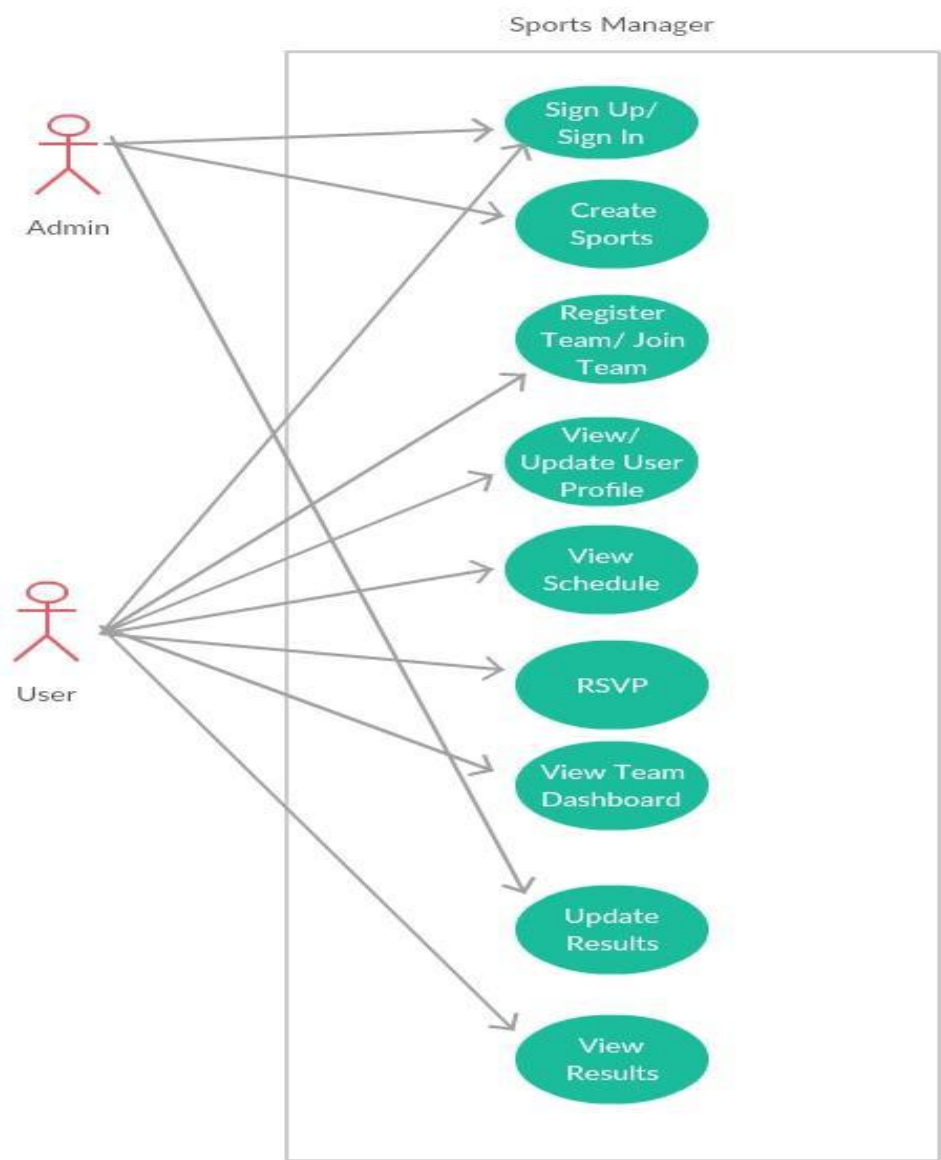 Sports Manager
Sign Up/
Sign In
Admin
Create
Sports
Register
Team/ Join
Team
View/
Update User
Profile
View
Schedule
User
RSVP
View Team
Dashboard
Update
Results
View
Results